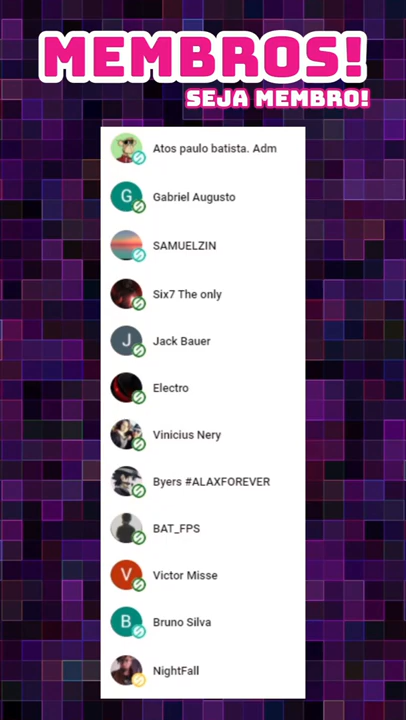 MEMBROS!
SEJA MEMBRO!
Atos paulo batista. Adm
G Gabriel Augusto
SAMUELZIN
Six7 The only
J Jack Bauer
Electro
Vinicius Nery
Byers #ALAXFOREVER
BAT_FPS
V Victor Misse
B Bruno Silva
NightFall